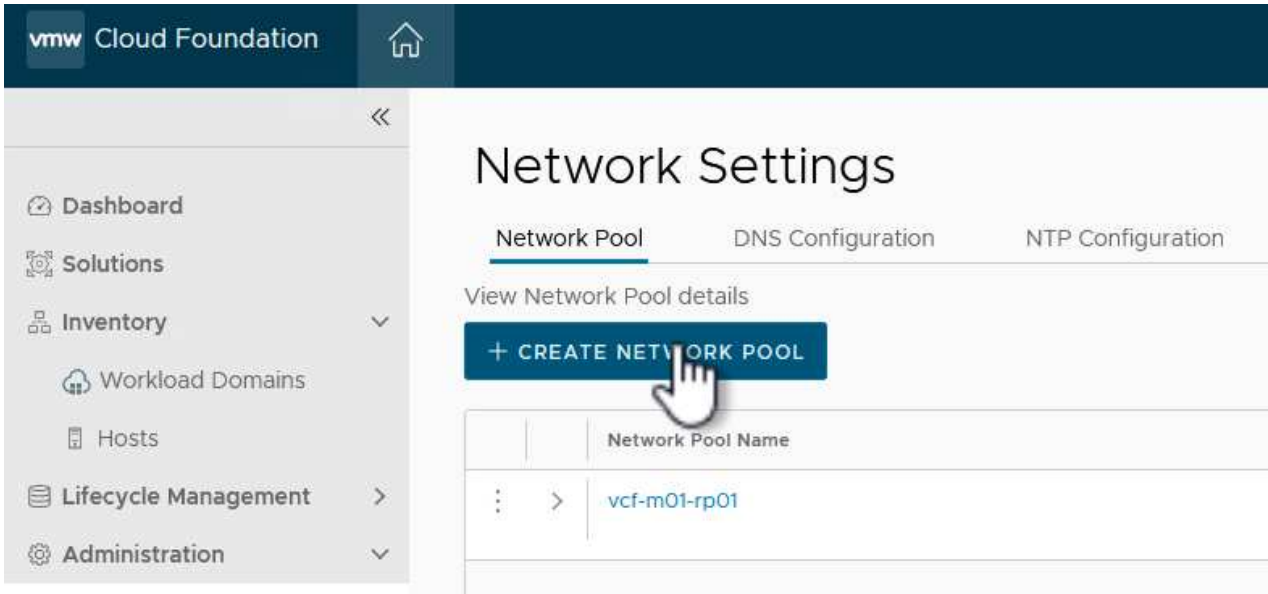 vmw Cloud Foundation
Network Settings
Dashboard
Solutions
Inventory
Workload Domains
Hosts
Lifecycle Management
Administration
Network Pool DNS Configuration NTP Configuration
View Network Pool details
+ CREATE NETWORK POOL
Network Pool Name
vcf-m01-rp01